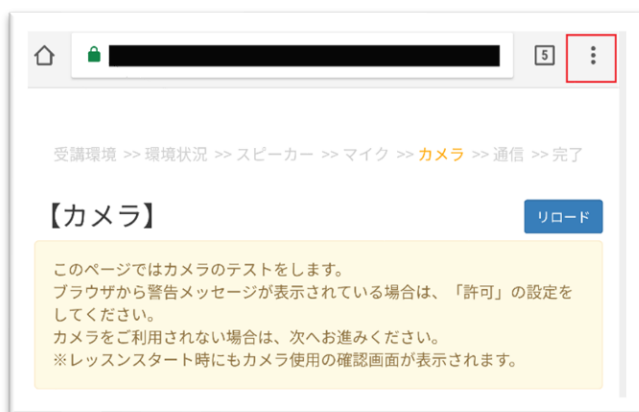 5
受講環境 >> 環境状況 >> スピーカー >> マイク >> カメラ >> 通信 >> 完了
【カメラ】
リロード
このページではカメラのテストをします。
ブラウザから警告メッセージが表示されている場合は、「許可」の設定を
してください。
カメラをご利用されない場合は、次へお進みください。
※レッスンスタート時にもカメラ使用の確認画面が表示されます。